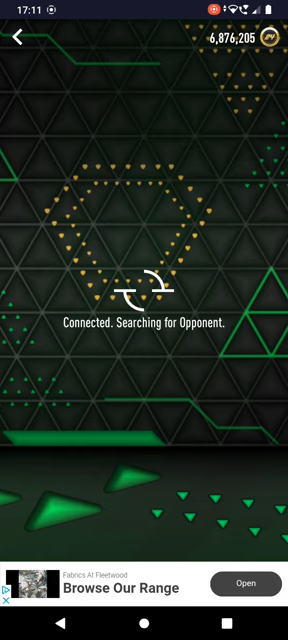 17:11
6,876,205
Connected. Searching for Opponent.
Fabrics At Fleetwood
Browse Our Range
Open